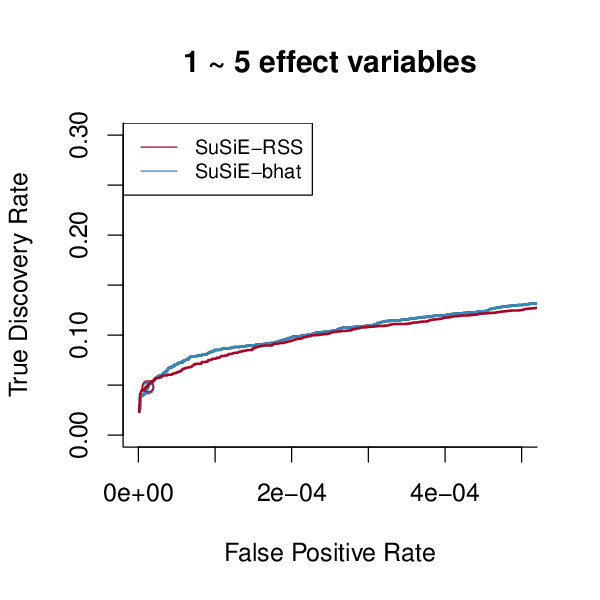 1 ~ 5 effect variables
SuSiE−RSS
SuSiE−bhat
True Discovery Rate
0.30
0.20
0.10
0.00
0e+00
2e−04
4e−04
False Positive Rate